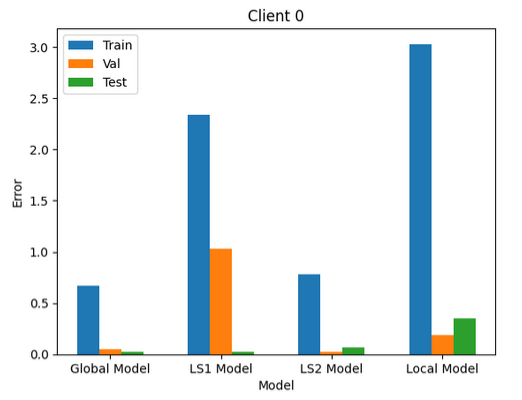 Client 0
Train
Val
Test
3.0
2.5
2.0
1.5
1.0
0.5
0.0
Error
Global Model
LS1 Model
LS2 Model
Local Model
Model